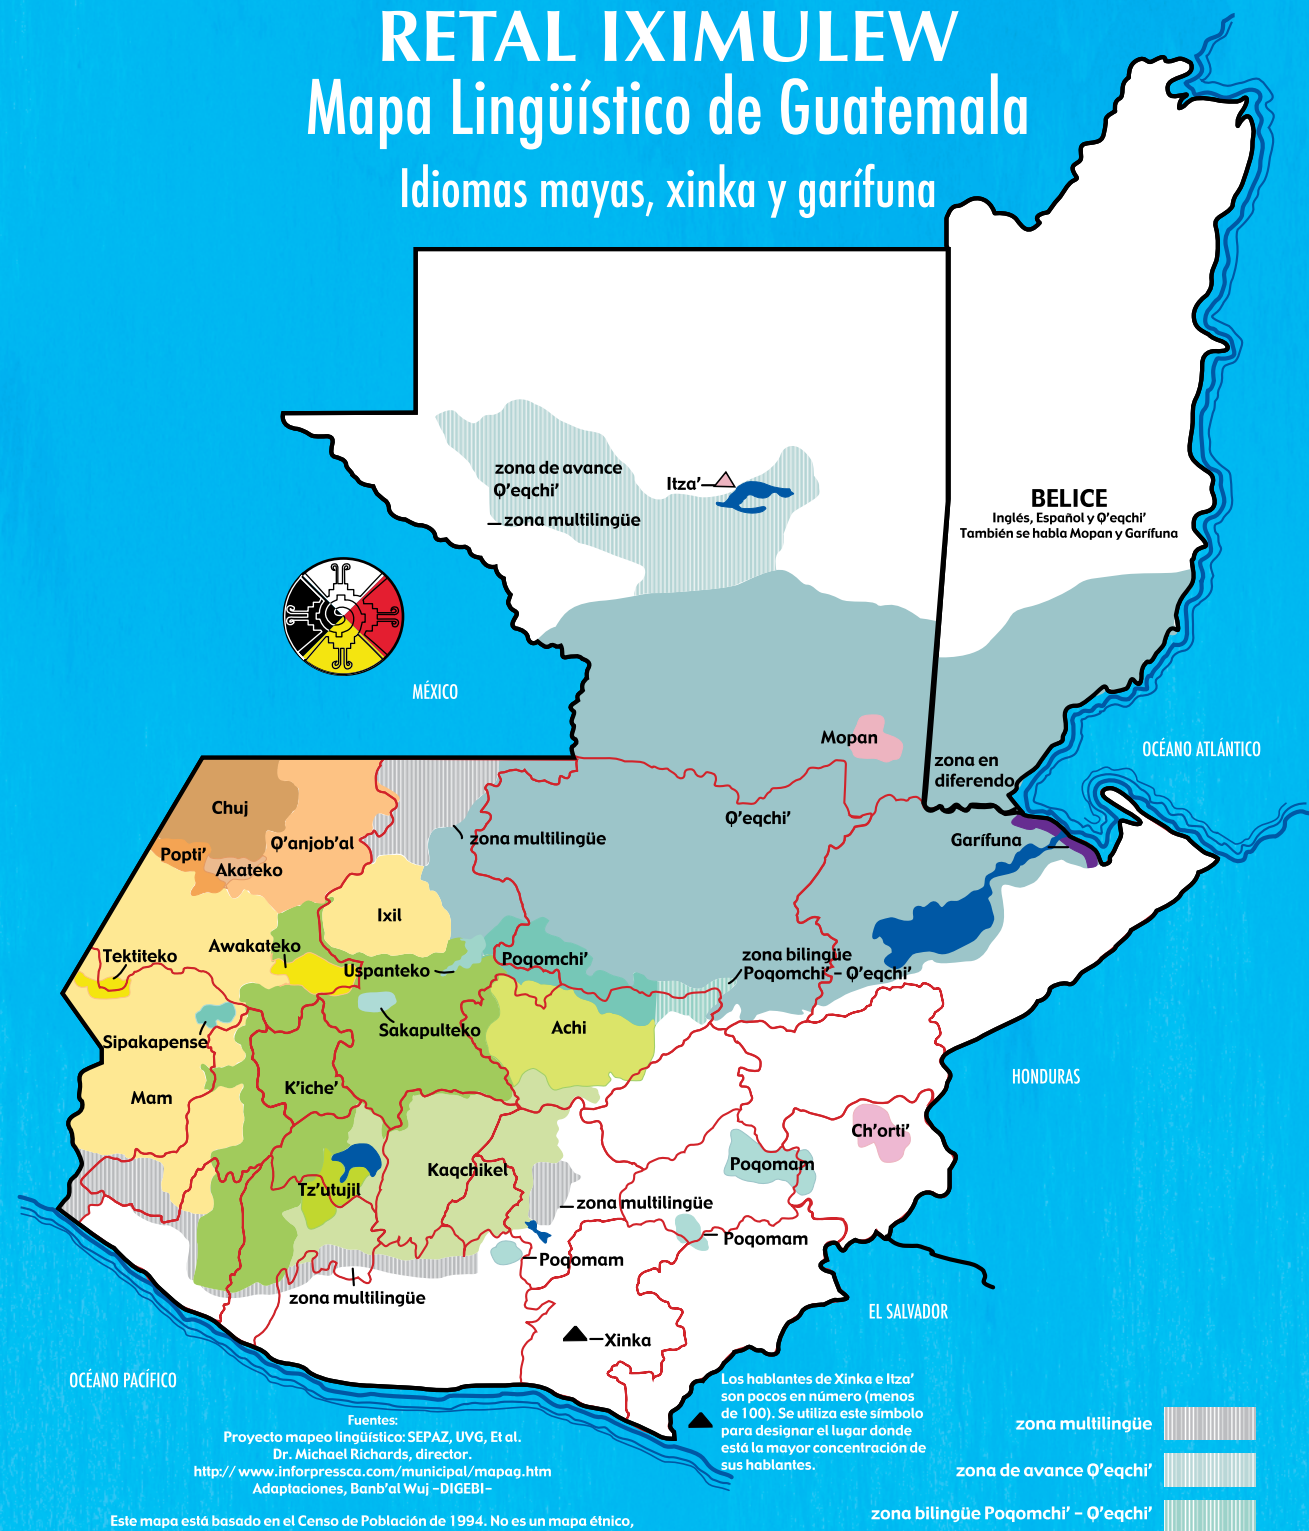 RETAL IXIMULEW
Mapa Lingüístico de Guatemala
Idiomas mayas, xinka y garífuna
zona de avance
Q'eqchi'
zona multilingüe
Itza'
BELICE
Inglés, Español y Q'eqchi'
También se habla Mopan y Garífuna
MÉXICO
Mopan
OCÉANO ATLÁNTICO
zona en
diferendo
Chuj
Q'eqchi'
Q'anjob'al
zona multilingüe
Garífuna
Popti'
Akateko
Ixil
Tektiteko
Awakateko
Uspanteko
Poqomchi'
zona bilingüe
Poqomchi' - Q'eqchi'
Sakapulteko
Achi
Sipakapense
HONDURAS
K'iche'
Mam
Ch'orti'
Kaqchikel
Poqomam
Tz'utujil
zona multilingüe
Poqomam
Poqomam
zona multilingüe
EL SALVADOR
Xinka
OCÉANO PACÍFICO
Los hablantes de Xinka e Itza'
son pocos en número (menos
de 100). Se utiliza este símbolo
para designar el lugar donde
está la mayor concentración de
sus hablantes.
Fuentes:
Proyecto mapeo lingüístico: SEPAZ, UVG, Et al.
Dr. Michael Richards, director.
http://www.inforpressca.com/municipal/mapag.htm
Adaptaciones, Banb'al Wuj -DIGEBI-
Este mapa está basado en el Censo de Población de 1994. No es un mapa étnico,
zona multilingüe
zona de avance Q'eqchi'
zona bilingüe Poqomchi' - Q'eqchi'